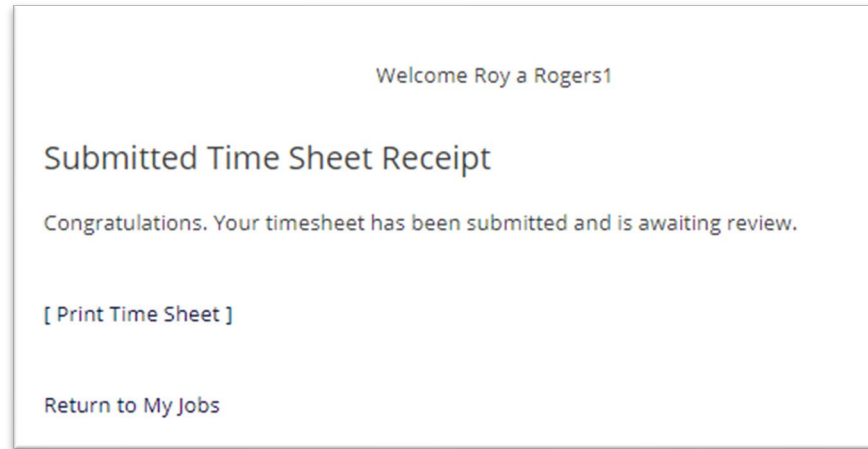 Welcome Roy a Rogers1
Submitted Time Sheet Receipt
Congratulations. Your timesheet has been submitted and is awaiting review.
[ Print Time Sheet ]
Return to My Jobs